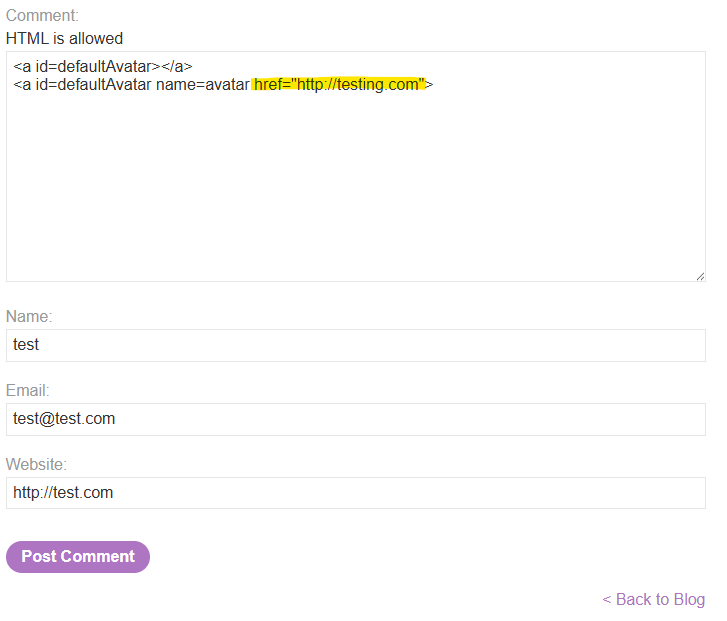 Comment:
HTML is allowed
<a id=defaultAvatar></a>
<a id=defaultAvatar name=avatar href="http://testing.com">
Name:
test
Email:
test@test.com
Website:
http://test.com
Post Comment
< Back to Blog